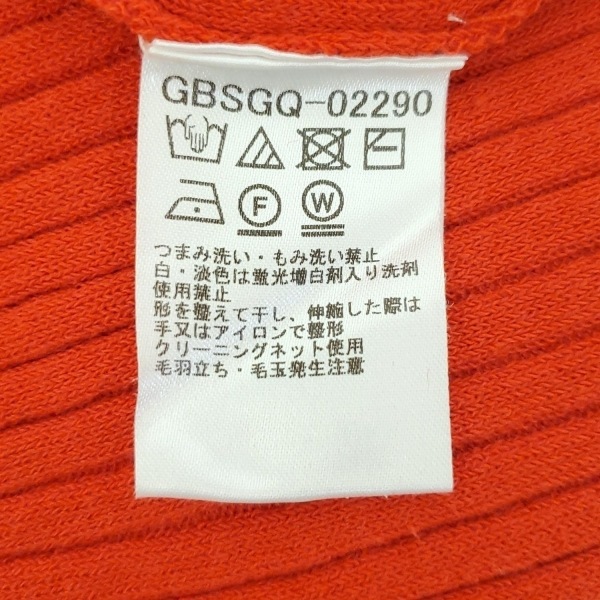 GBSGQ-02290
F W
つまみ洗い・もみ洗い禁止
白・淡色は蛍光増白剤入り洗剤
使用禁止
形を整えて干し、伸縮した際は
手又はアイロンで整形
クリーニングネット使用
毛羽立ち・毛玉発生注意